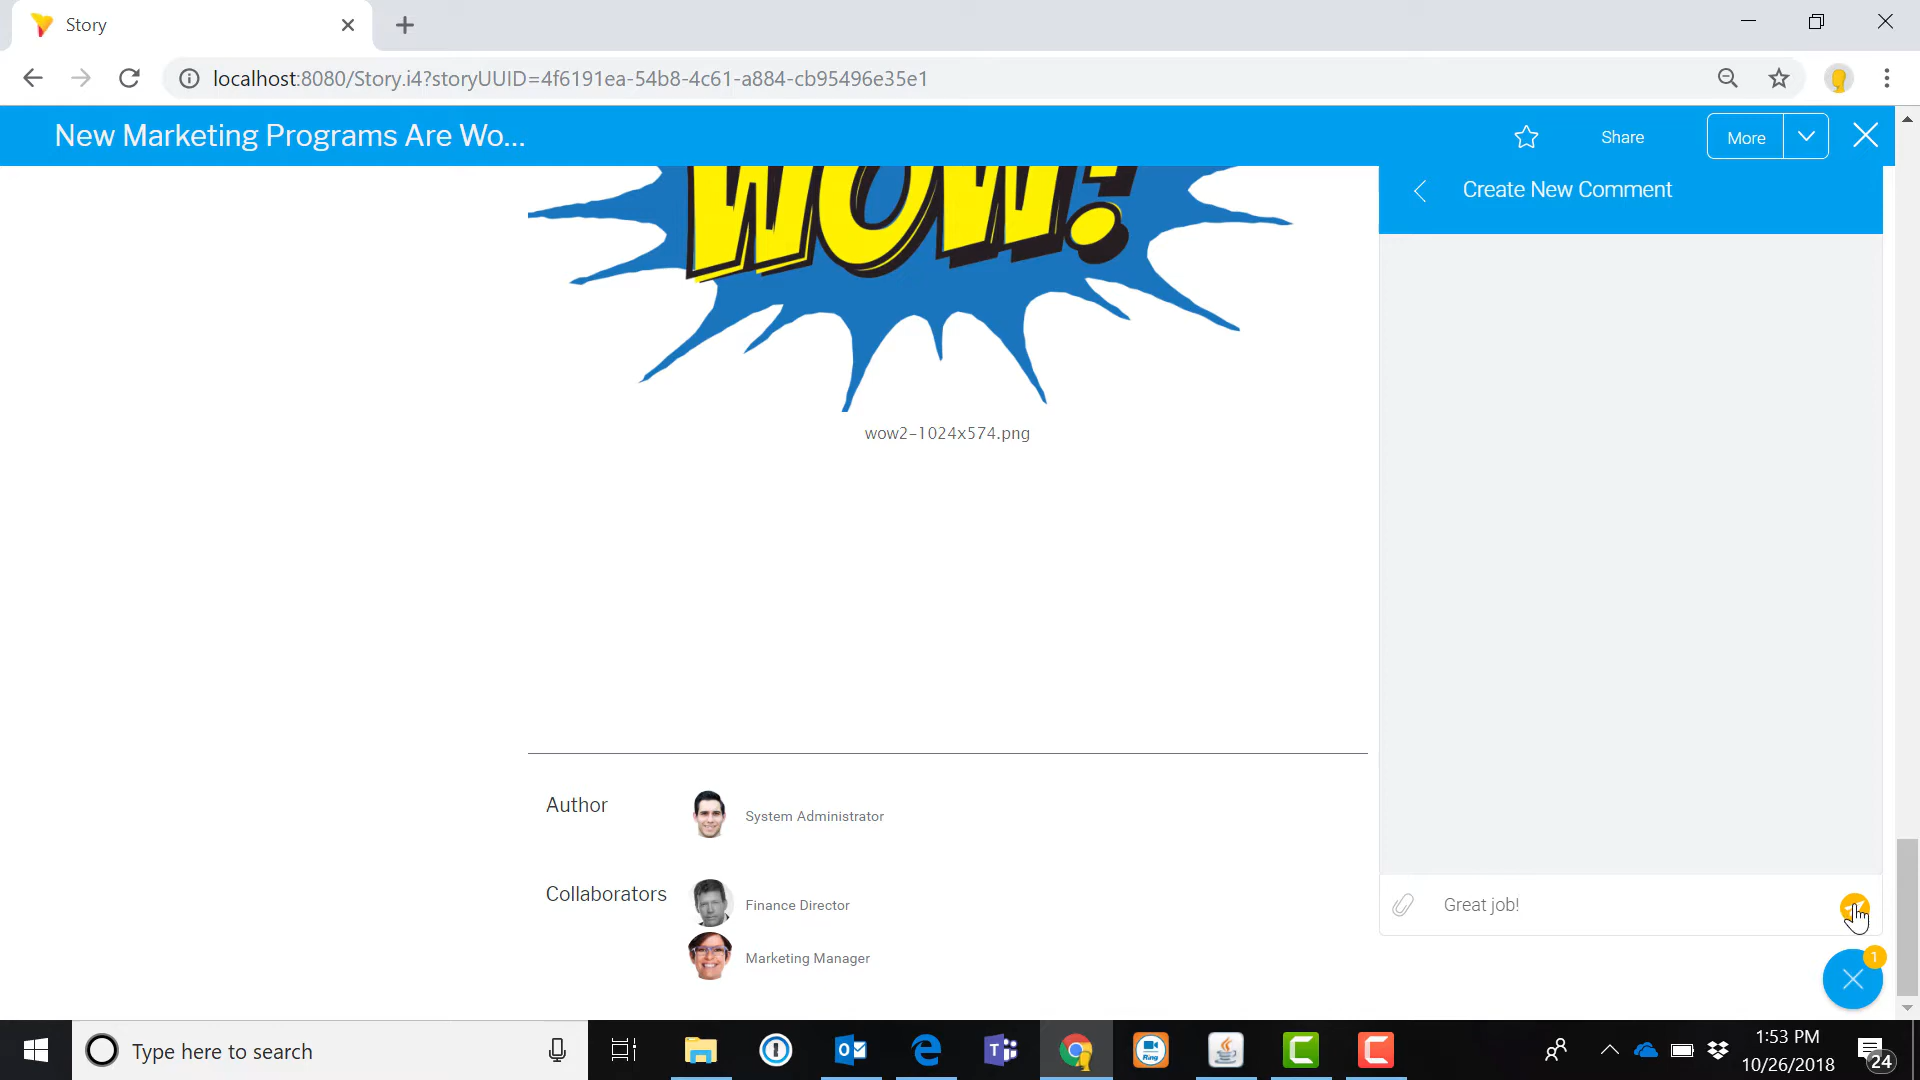 Story
localhost:8080/Story.i4?storyUUID=4f6191ea-54b8-4c61-a884-cb95496e35e1
New Marketing Programs Are Wo...
Share
More
WOW!
Create New Comment
wow2-1024x574.png
Author
System Administrator
Collaborators
Finance Director
Marketing Manager
Great job!
1
Type here to search
Ring
1:53 PM
10/26/2018
24